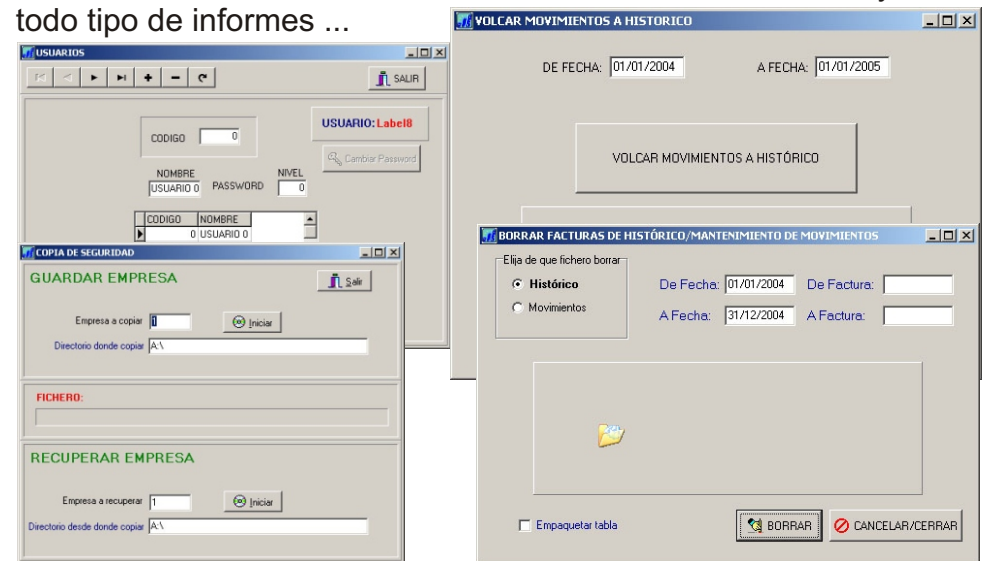 todo tipo de informes ...
USUARIOS
SALIR
USUARIO:Label8
CODIGO 0
Cambiar Password
NOMBRE NIVEL
USUARIO 0 PASSWORD 0
CODIGO NOMBRE
0 USUARIO 0
VOLCAR MOVIMIENTOS A HISTORICO
DE FECHA: 01/01/2004 A FECHA: 01/01/2005
VOLCAR MOVIMIENTOS A HISTÓRICO
COPIA DE SEGURIDAD
GUARDAR EMPRESA
Salir
Empresa a copiar 1 Iniciar
Directorio donde copiar A:\
FICHERO:
RECUPERAR EMPRESA
Empresa a recuperar 1 Iniciar
Directorio desde donde copiar A:\
BORRAR FACTURAS DE HISTÓRICO/MANTENIMIENTO DE MOVIMIENTOS
Elija de que fichero borrar
Histórico De Fecha: 01/01/2004 De Factura:
Movimientos A Fecha: 31/12/2004 A Factura:
Empaquetar tabla BORRAR CANCELAR/CERRAR